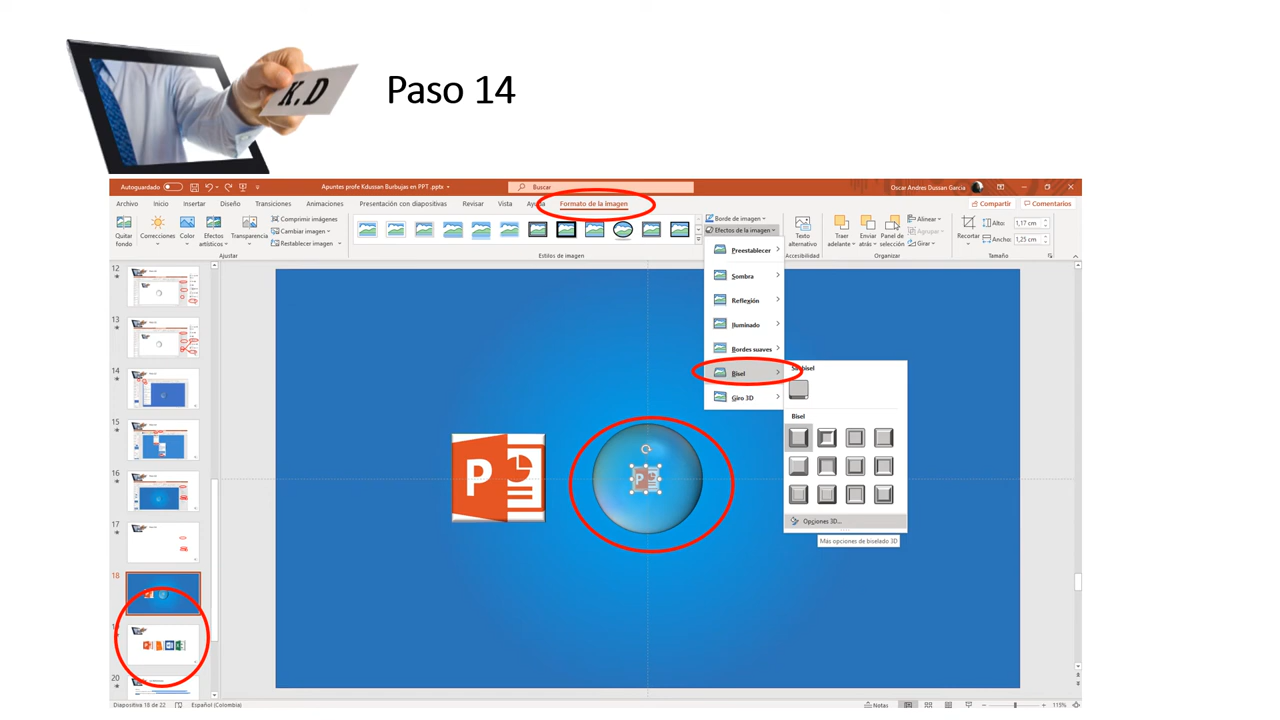 K.D
Paso 14
Autoguardado
Apuntes profe Kdussan Burbujas en PPT .pptx
Buscar
Oscar Andres Dussan Garcia
Archivo Inicio Insertar Diseño Transiciones Animaciones Presentación con diapositivas Revisar Vista Ayuda Formato de la imagen
Compartir Comentarios
Quitar fondo
Correcciones
Color
Efectos artísticos
Transparencia
Comprimir imágenes
Cambiar imagen
Restablecer imagen
Borde de imagen
Efectos de la imagen
Texto alternativo
Traer adelante
Enviar atrás
Panel de selección
Alinear
Agrupar
Girar
Recortar
Alto: 1,17 cm
Ancho: 1,25 cm
Ajustar
Estilos de imagen
Accesibilidad
Organizar
Tamaño
Preestablecer
Sombra
Reflexión
Iluminado
Bordes suaves
Bisel
Giro 3D
Bisel
Opciones 3D...
Más opciones de biselado 3D
12
13
14
15
16
17
18
20
P
P
Diapositiva 18 de 22
Español (Colombia)
Notas
115%